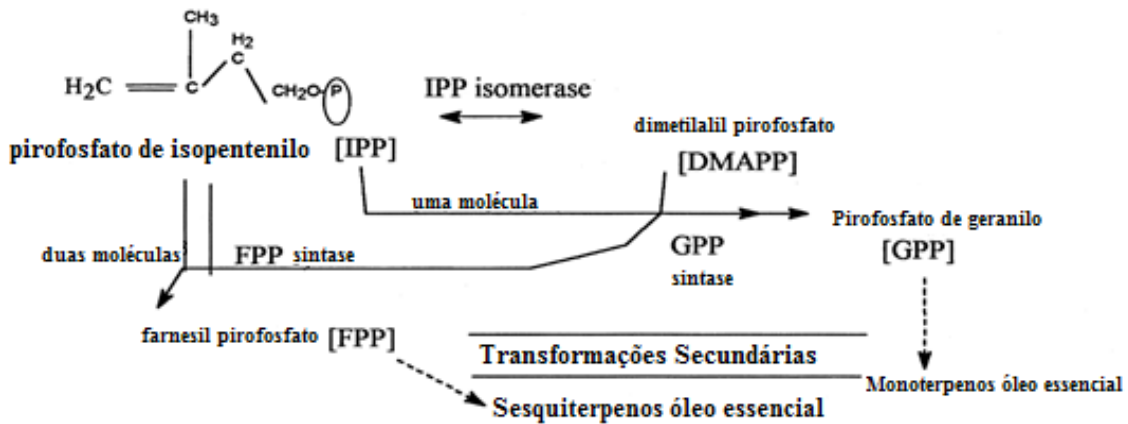 CH3
H2
C
H2C
C
CH2O
P
IPP isomerase
dimetilalil pirofosfato
pirofosfato de isopentenilo [IPP]
[DMAPP]
uma molécula
Pirofosfato de geranilo
duas moléculas
FPP sintase
GPP
sintase
[GPP]
farnesil pirofosfato [FPP]
Transformações Secundárias
Monoterpenos óleo essencial
Sesquiterpenos óleo essencial